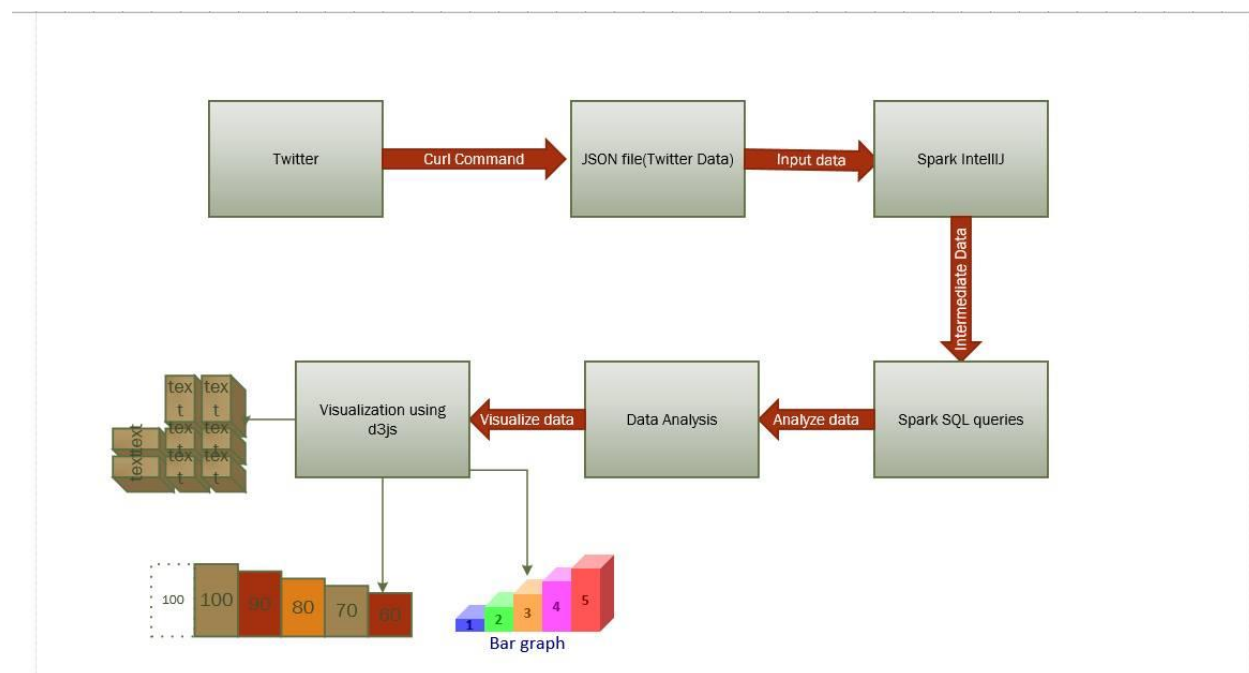 Twitter
Curl Command
JSON file(Twitter Data)
Input data
Spark IntelliJ
Intermediate Data
Spark SQL queries
Analyze data
Data Analysis
Visualize data
Visualization using
d3js
tex
t
tex
t
text
tex
t
tex
t
text
tex
t
tex
t
100
100
90
80
70
60
1
2
3
4
5
Bar graph